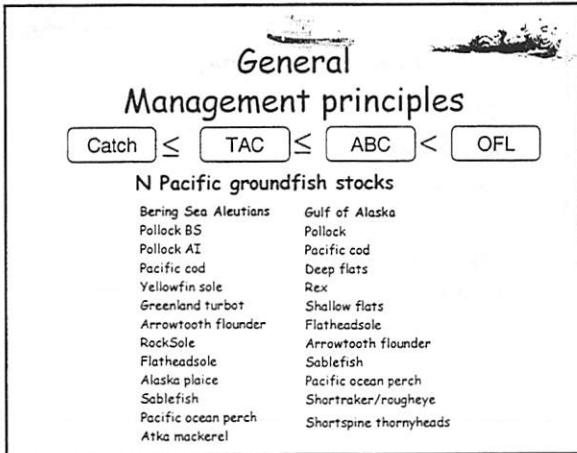 General
Management principles
Catch ≤ TAC ≤ ABC < OFL
N Pacific groundfish stocks
Bering Sea Aleutians Gulf of Alaska
Pollock BS Pollock
Pollock AI Pacific cod
Pacific cod Deep flats
Yellowfin sole Rex
Greenland turbot Shallow flats
Arrowtooth flounder Flatheadsole
RockSole Arrowtooth flounder
Flatheadsole Sablefish
Alaska plaice Pacific ocean perch
Sablefish Shortraker/rougheye
Pacific ocean perch Shortspine thornyheads
Atka mackerel